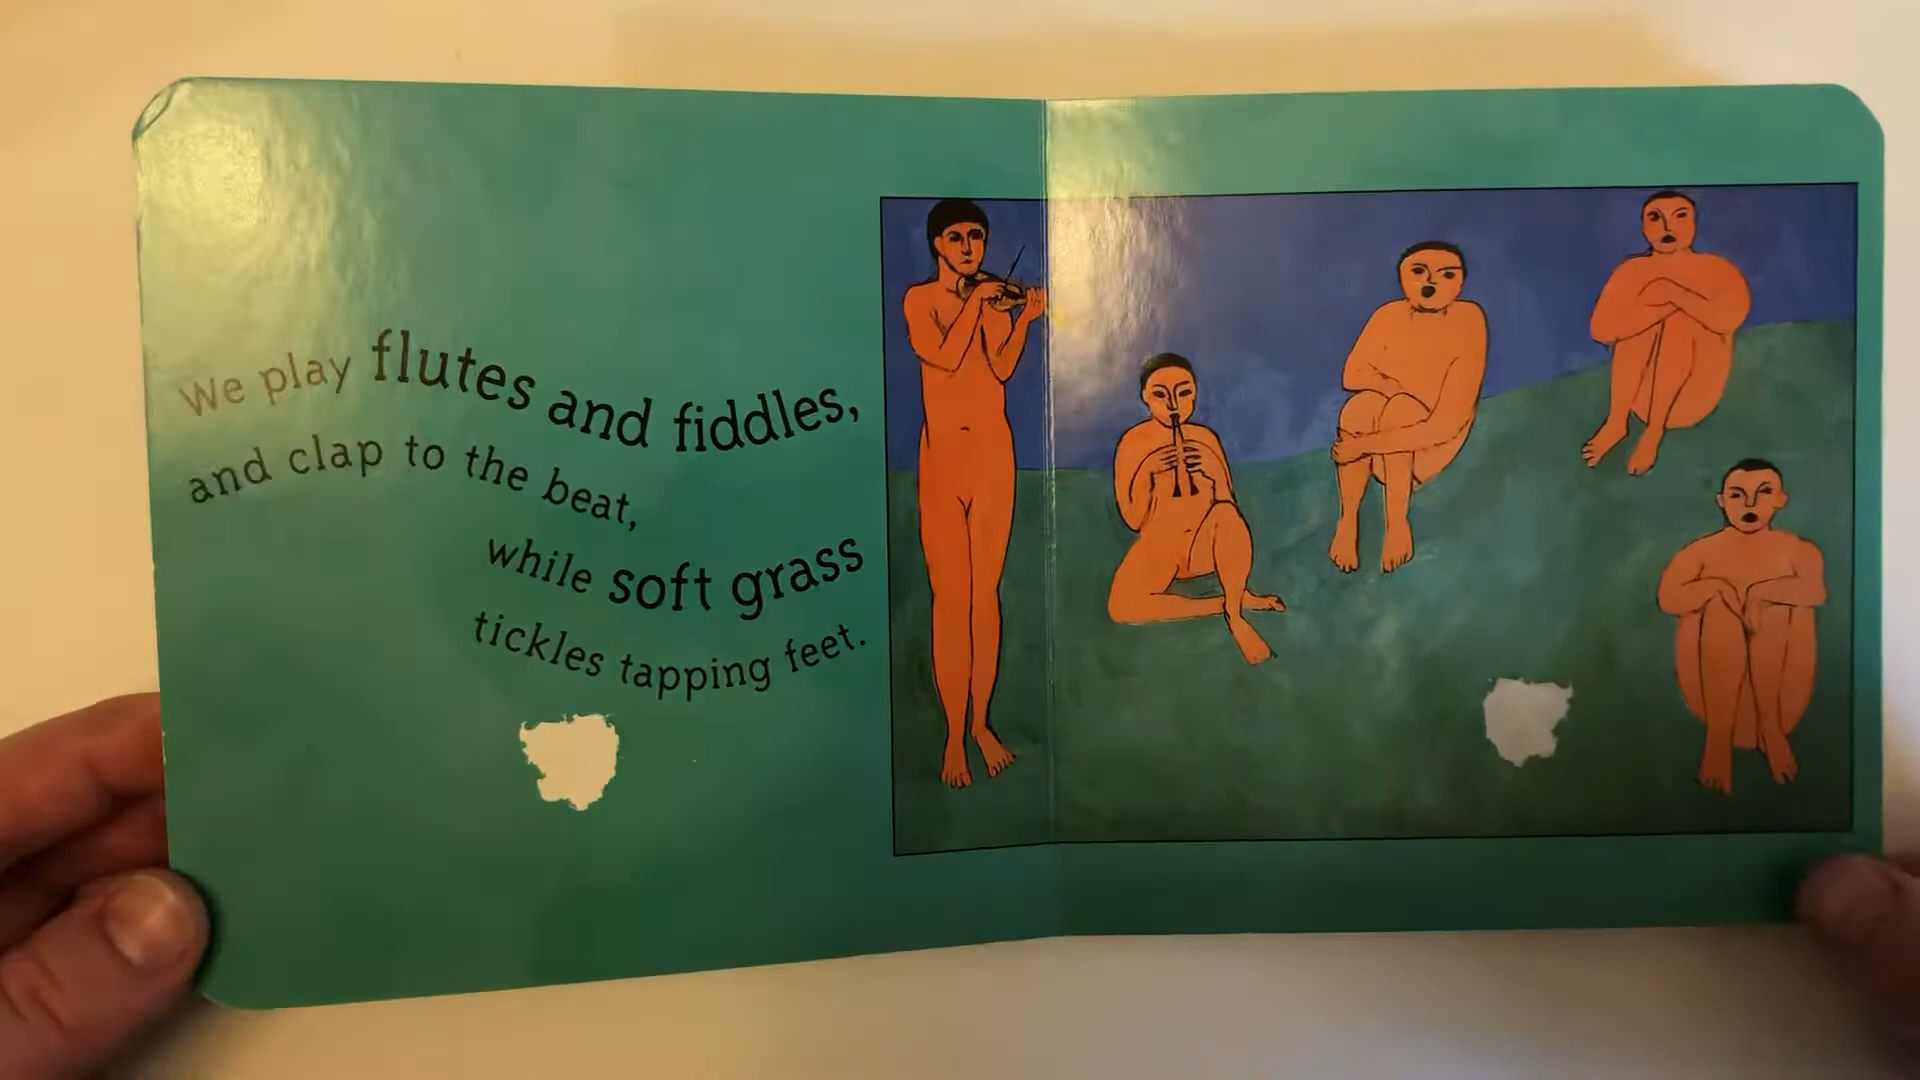 We play flutes and fiddles,
and clap to the beat,
while soft grass
tickles tapping feet.